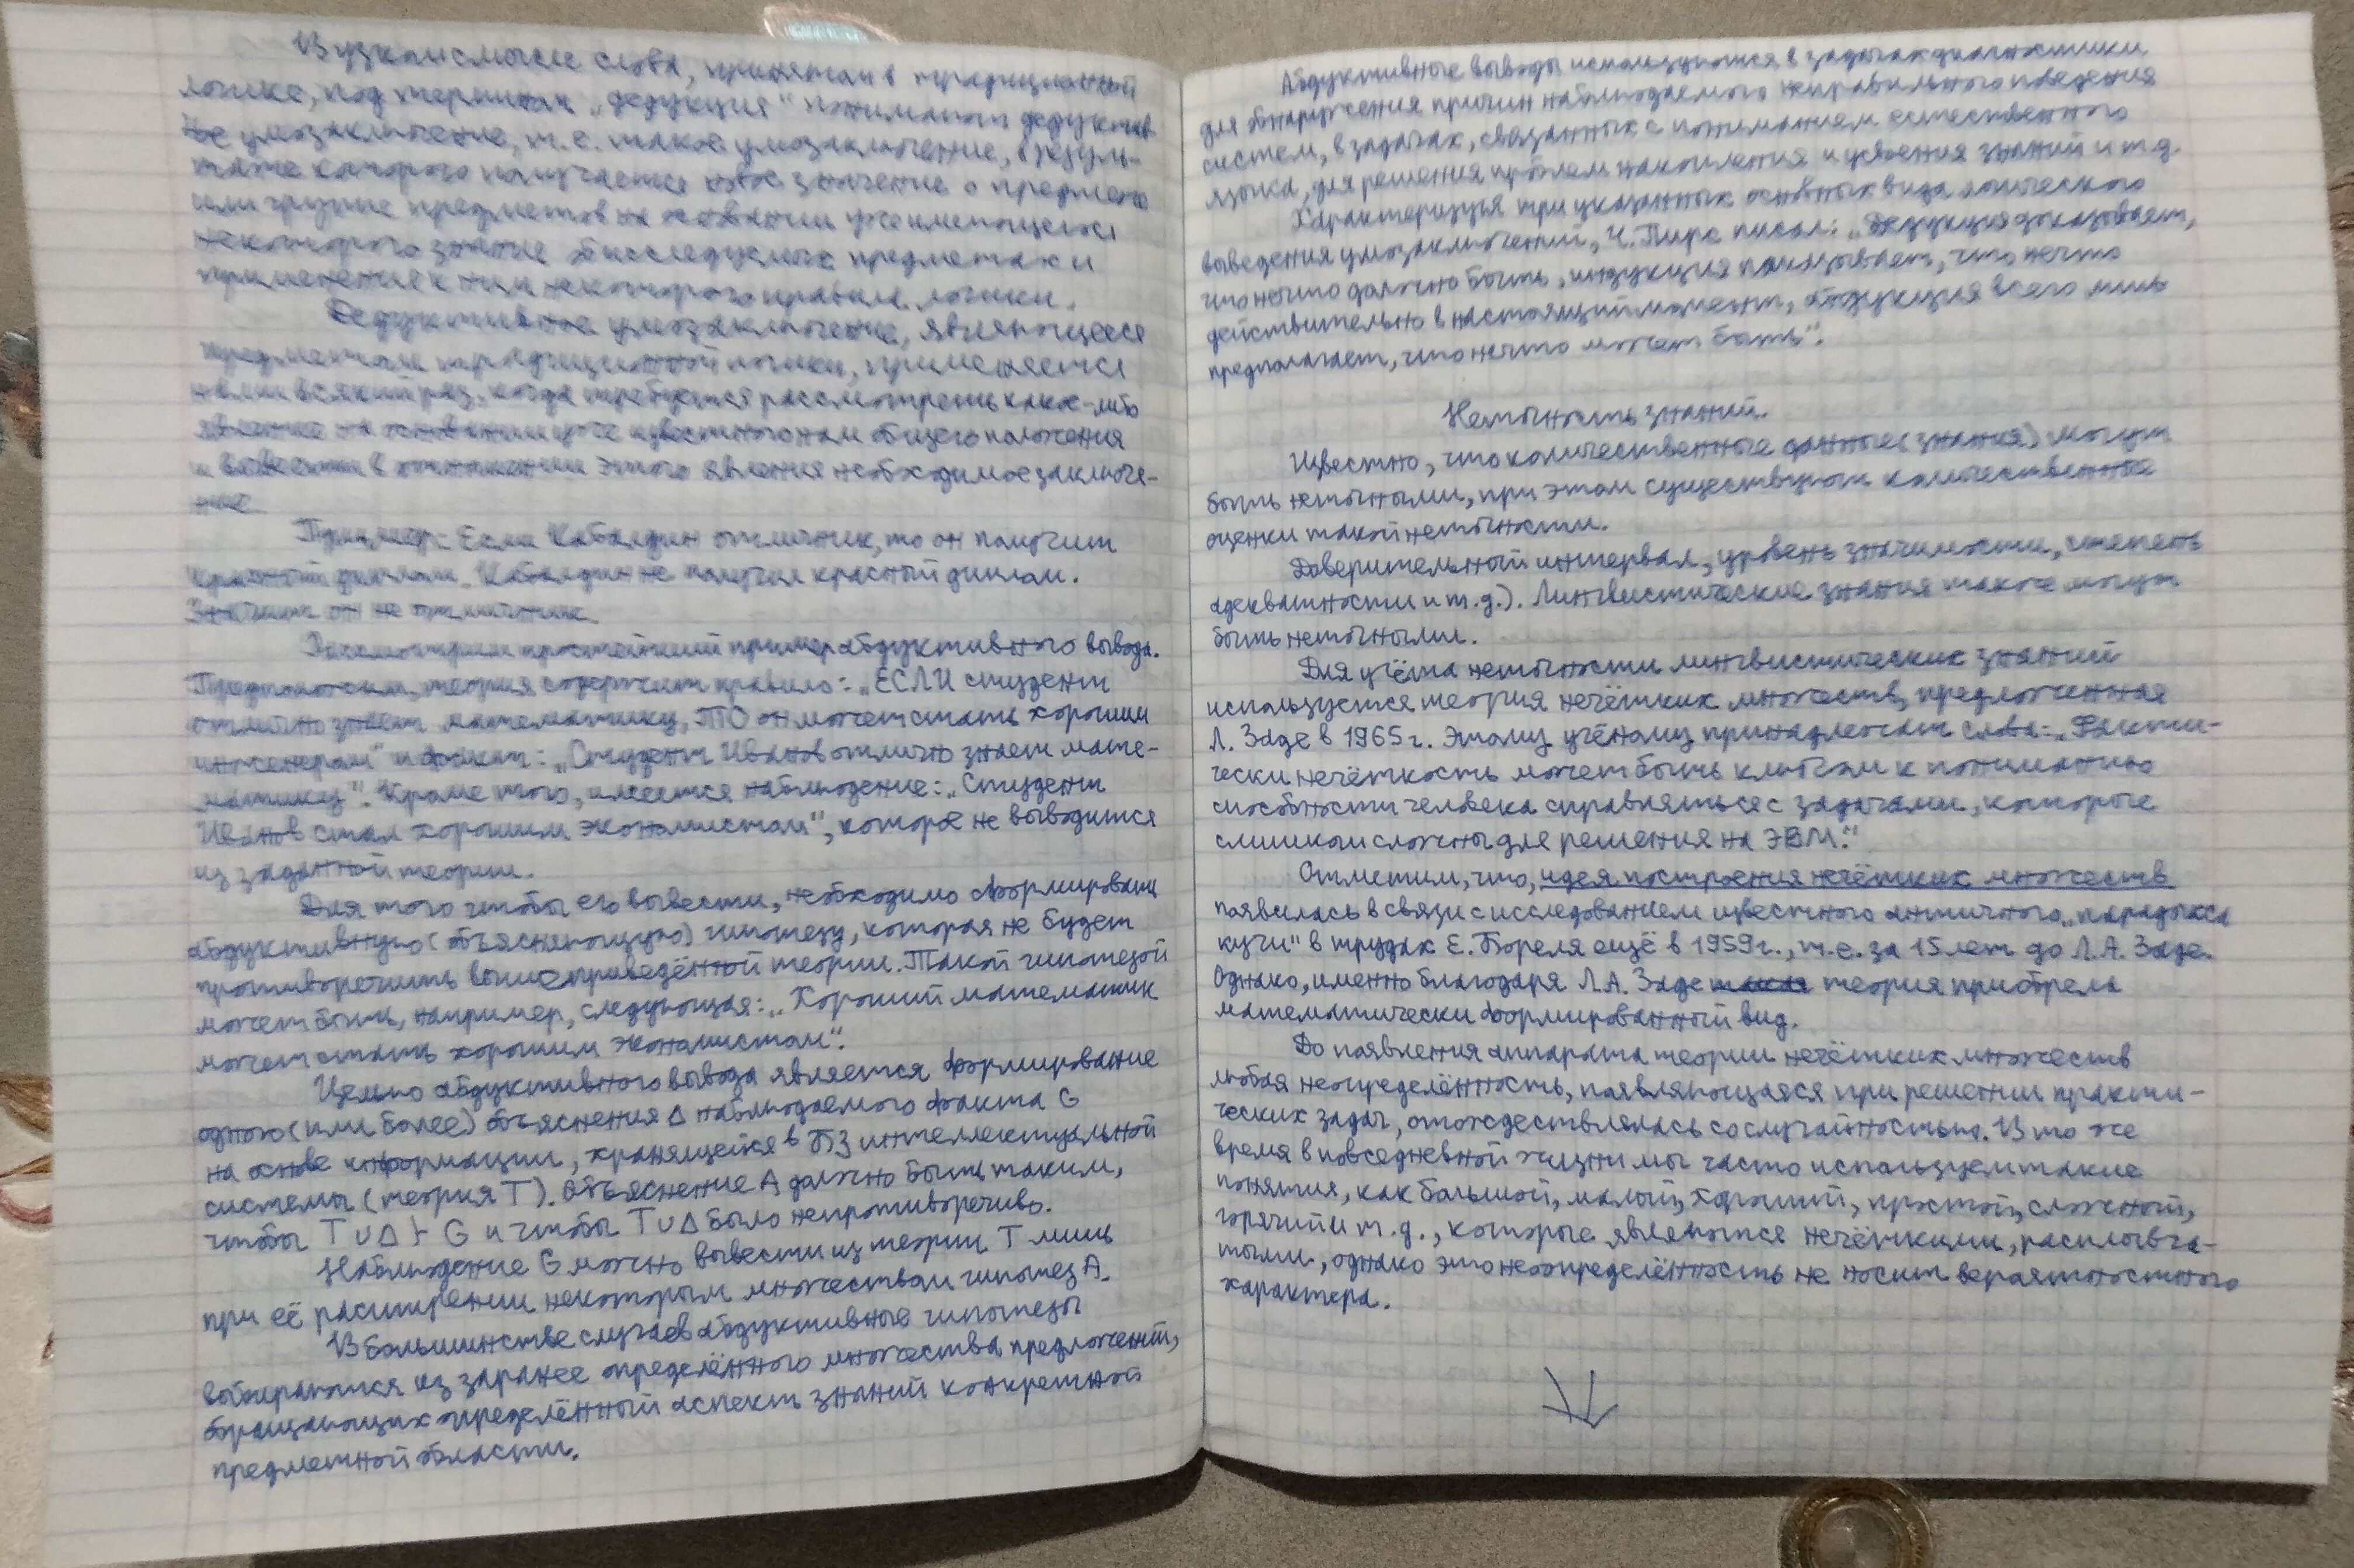 В узком смысле слова, принятом в традиционной
логике, под термином „дедукция" понимают дедуктив-
ное умозаключение, т.е. такое умозаключение, в резуль-
тате которого получается новое значение о предмете
или группе предметов на основании уже имеющегося
некоторого знание об исследуемых предметах и
применение к ним некоторого правила логики.
Дедуктивное умозаключение, являющееся
предметом традиционной логики, применяется
нами всякий раз, когда требуется рассмотреть какое-либо
явление на основании уже известного нам общего положения
и вывести в отношении этого явления необходимое заключе-
ние.
Пример: Если Кабалдин отличник, то он получит
красный диплом. Кабалдин не получил красный диплом.
Значит он не отличник.
Рассмотрим простейший пример абдуктивного вывода.
Предположим, теория содержит правило: „ЕСЛИ студент
отлично знает математику, ТО он может стать хорошим
инженером" и факт: „Студент Иванов отлично знает мате-
матику". Кроме того, имеется наблюдение: „Студент
Иванов стал хорошим экономистом", которое не выводится
из заданной теории.
Для того чтобы его вывести, необходимо сформировать
абдуктивную (объясняющую) гипотезу, которая не будет
противоречить вышеприведённой теории. Такой гипотезой
может быть, например, следующая: „Хороший математик
может стать хорошим экономистом".
Целью абдуктивного вывода является формирование
одного (или более) объяснения Δ наблюдаемого факта G
на основе информации, хранящейся в БЗ интеллектуальной
системы (теория T). Объяснение А должно быть таким,
чтобы T ∪ Δ ⊢ G и чтобы T ∪ Δ было непротиворечиво.
Наблюдение G можно вывести из теории T лишь
при её расширении некоторым множеством гипотез А.
В большинстве случаев абдуктивные гипотезы
выбираются из заранее определённого множества предложений,
обращающих определённый аспект знаний конкретной
предметной области.
Абдуктивные выводы используются в задачах диагностики
для обнаружения причин наблюдаемого неправильного поведения
систем, в задачах, связанных с пониманием естественного
языка, для решения проблем накопления и усвоения знаний и т.д.
Характеризуя три указанных основных вида логического
выведения умозаключений, Ч. Пирс писал: „Дедукция доказывает,
что нечто должно быть, индукция показывает, что нечто
действительно в настоящий момент, абдукция всего лишь
предполагает, что нечто может быть".
Неточность знаний.
Известно, что количественные данные (знания) могут
быть неточными, при этом существуют количественные
оценки такой неточности.
Доверительный интервал, уровень значимости, степень
адекватности и т.д.). Лингвистические знания также могут
быть неточными.
Для учёта неточности лингвистических знаний
используется теория нечётких множеств, предложенная
Л. Заде в 1965 г. Этому учёному принадлежат слова: „Факти-
чески нечёткость может быть ключом к пониманию
способности человека справляться с задачами, которые
слишком сложны для решения на ЭВМ."
Отметим, что, идея построения нечётких множеств
появилась в связи с исследованием известного античного „парадокса
кучи" в трудах Е. Бореля ещё в 1959г., т.е. за 15 лет до Л.А. Заде.
Однако, именно благодаря Л.А. Заде теория приобрела
математически формированный вид.
До появления аппарата теории нечётких множеств
любая неопределённость, появляющаяся при решении практи-
ческих задач, отождествлялась со случайностью. В то же
время в повседневной жизни мы часто используем такие
понятия, как большой, малый, хороший, простой, сложный,
горячий и т.д., которые являются нечёткими, расплывча-
тыми, однако это неопределённость не носит вероятностного
характера.